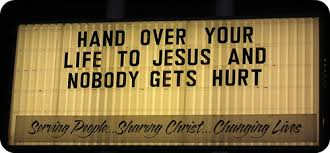 HAND OVER YOUR
LIFE TO JESUS AND
NOBODY GETS HURT
Serving People...Sharing Christ...Changing Lives